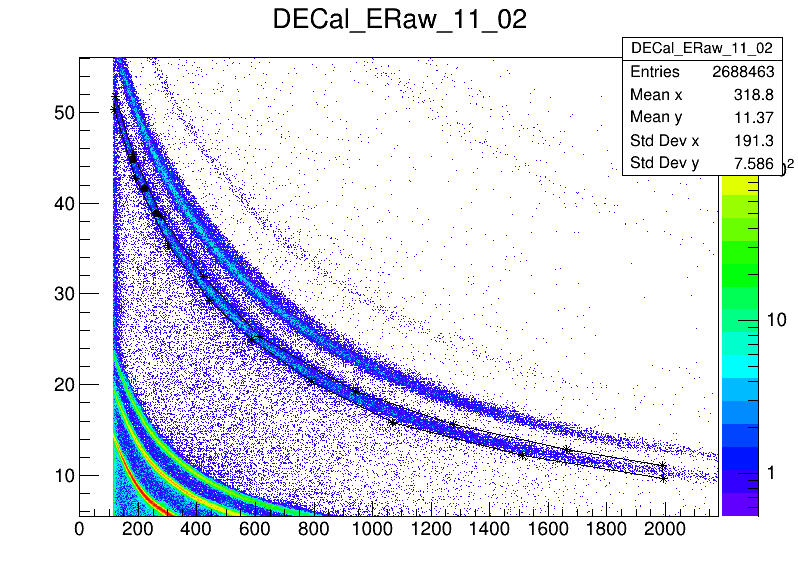 DECal_ERaw_11_02
DECal_ERaw_11_02
Entries 2688463
Mean x 318.8
Mean y 11.37
Std Dev x 191.3
Std Dev y 7.586
50
40
30
20
10
0 200 400 600 800 1000 1200 1400 1600 1800 2000
10
1